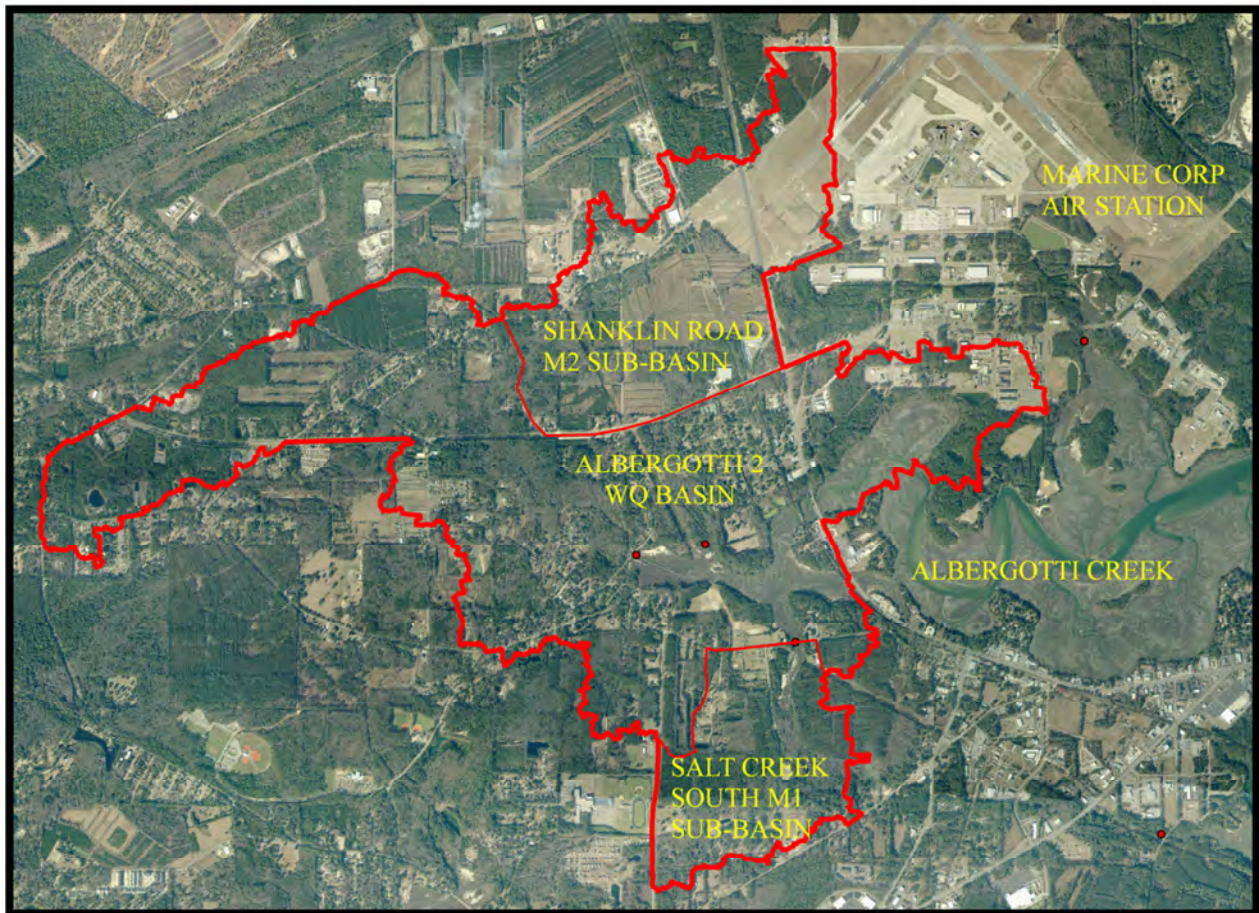 MARINE CORP
AIR STATION
SHANKLIN ROAD
M2 SUB-BASIN
ALBERGOTTI 2
WQ BASIN
ALBERGOTTI CREEK
SALT CREEK
SOUTH M1
SUB-BASIN